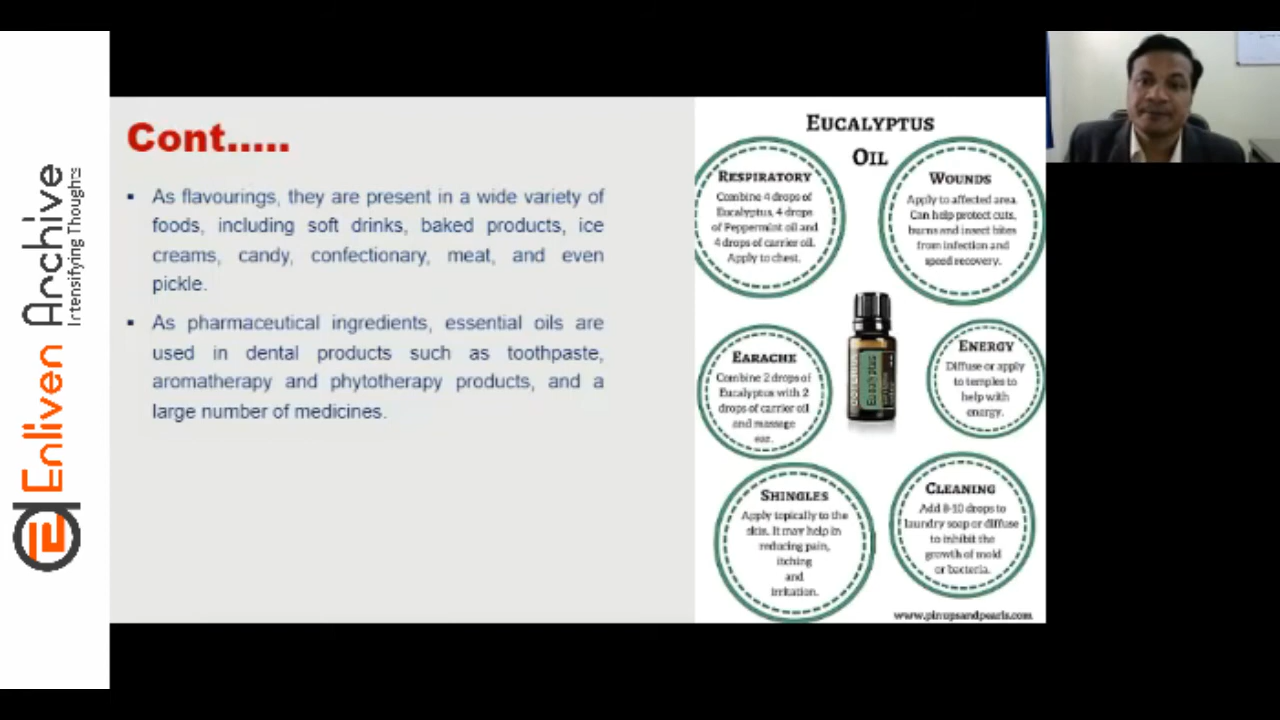 Enliven Archive
Intensifying Thoughts
Cont.....
▪ As flavourings, they are present in a wide variety of
foods, including soft drinks, baked products, ice
creams, candy, confectionary, meat, and even
pickle.
▪ As pharmaceutical ingredients, essential oils are
used in dental products such as toothpaste,
aromatherapy and phytotherapy products, and a
large number of medicines.
EUCALYPTUS
OIL
RESPIRATORY
Combine 4 drops of
Eucalyptus, 4 drops
of Peppermint oil and
4 drops of carrier oil.
Apply to chest.
WOUNDS
Apply to affected area.
Can help protect cuts,
burns and insect bites
from infection and
speed recovery.
EARACHE
Combine 2 drops of
Eucalyptus with 2
drops of carrier oil
and massage
ear.
Eucalyptus
ENERGY
Diffuse or apply
to temples to
help with
energy.
SHINGLES
Apply topically to the
skin. It may help in
reducing pain,
itching
and
irritation.
CLEANING
Add 8-10 drops to
laundry soap or diffuse
to inhibit the
growth of mold
or bacteria.
www.pinupsandpearls.com